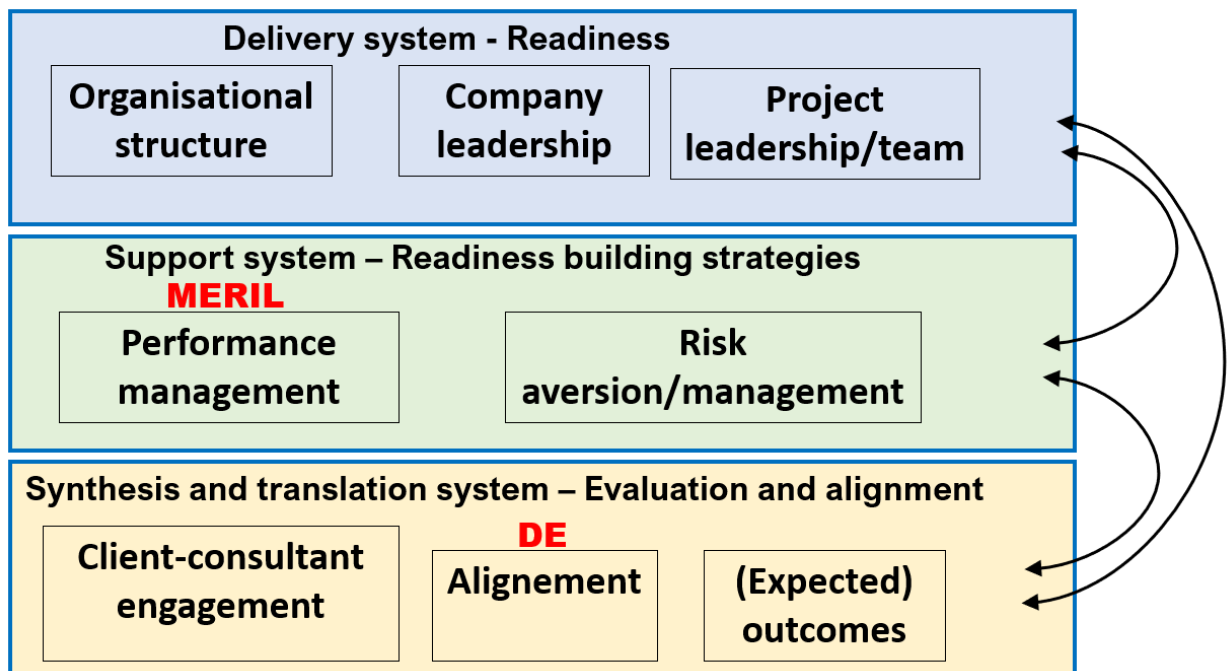 Delivery system - Readiness
Organisational
structure
Company
leadership
Project
leadership/team
Support system – Readiness building strategies
MERIL
Performance
management
Risk
aversion/management
Synthesis and translation system – Evaluation and alignment
Client-consultant
engagement
DE
Alignement
(Expected)
outcomes